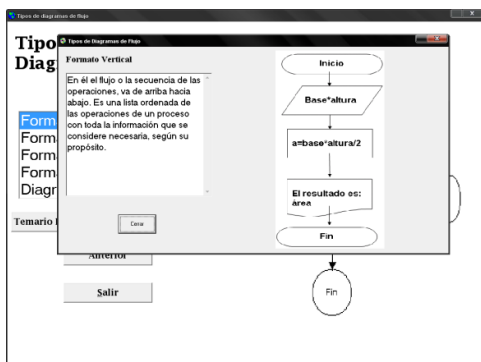 Tipos de diagramas de flujo
Tipo
Diag
Tipos de Diagramas de Flujo
Formato Vertical
En él el flujo o la secuencia de las
operaciones, va de arriba hacia
abajo. Es una lista ordenada de
las operaciones de un proceso
con toda la información que se
considere necesaria, según su
propósito.
Cerrar
Inicio
Base*altura
a=base*altura/2
El resultado es:
área
Fin
Form
Form
Form
Form
Diagr
Temario
Anterior
Salir
Fin